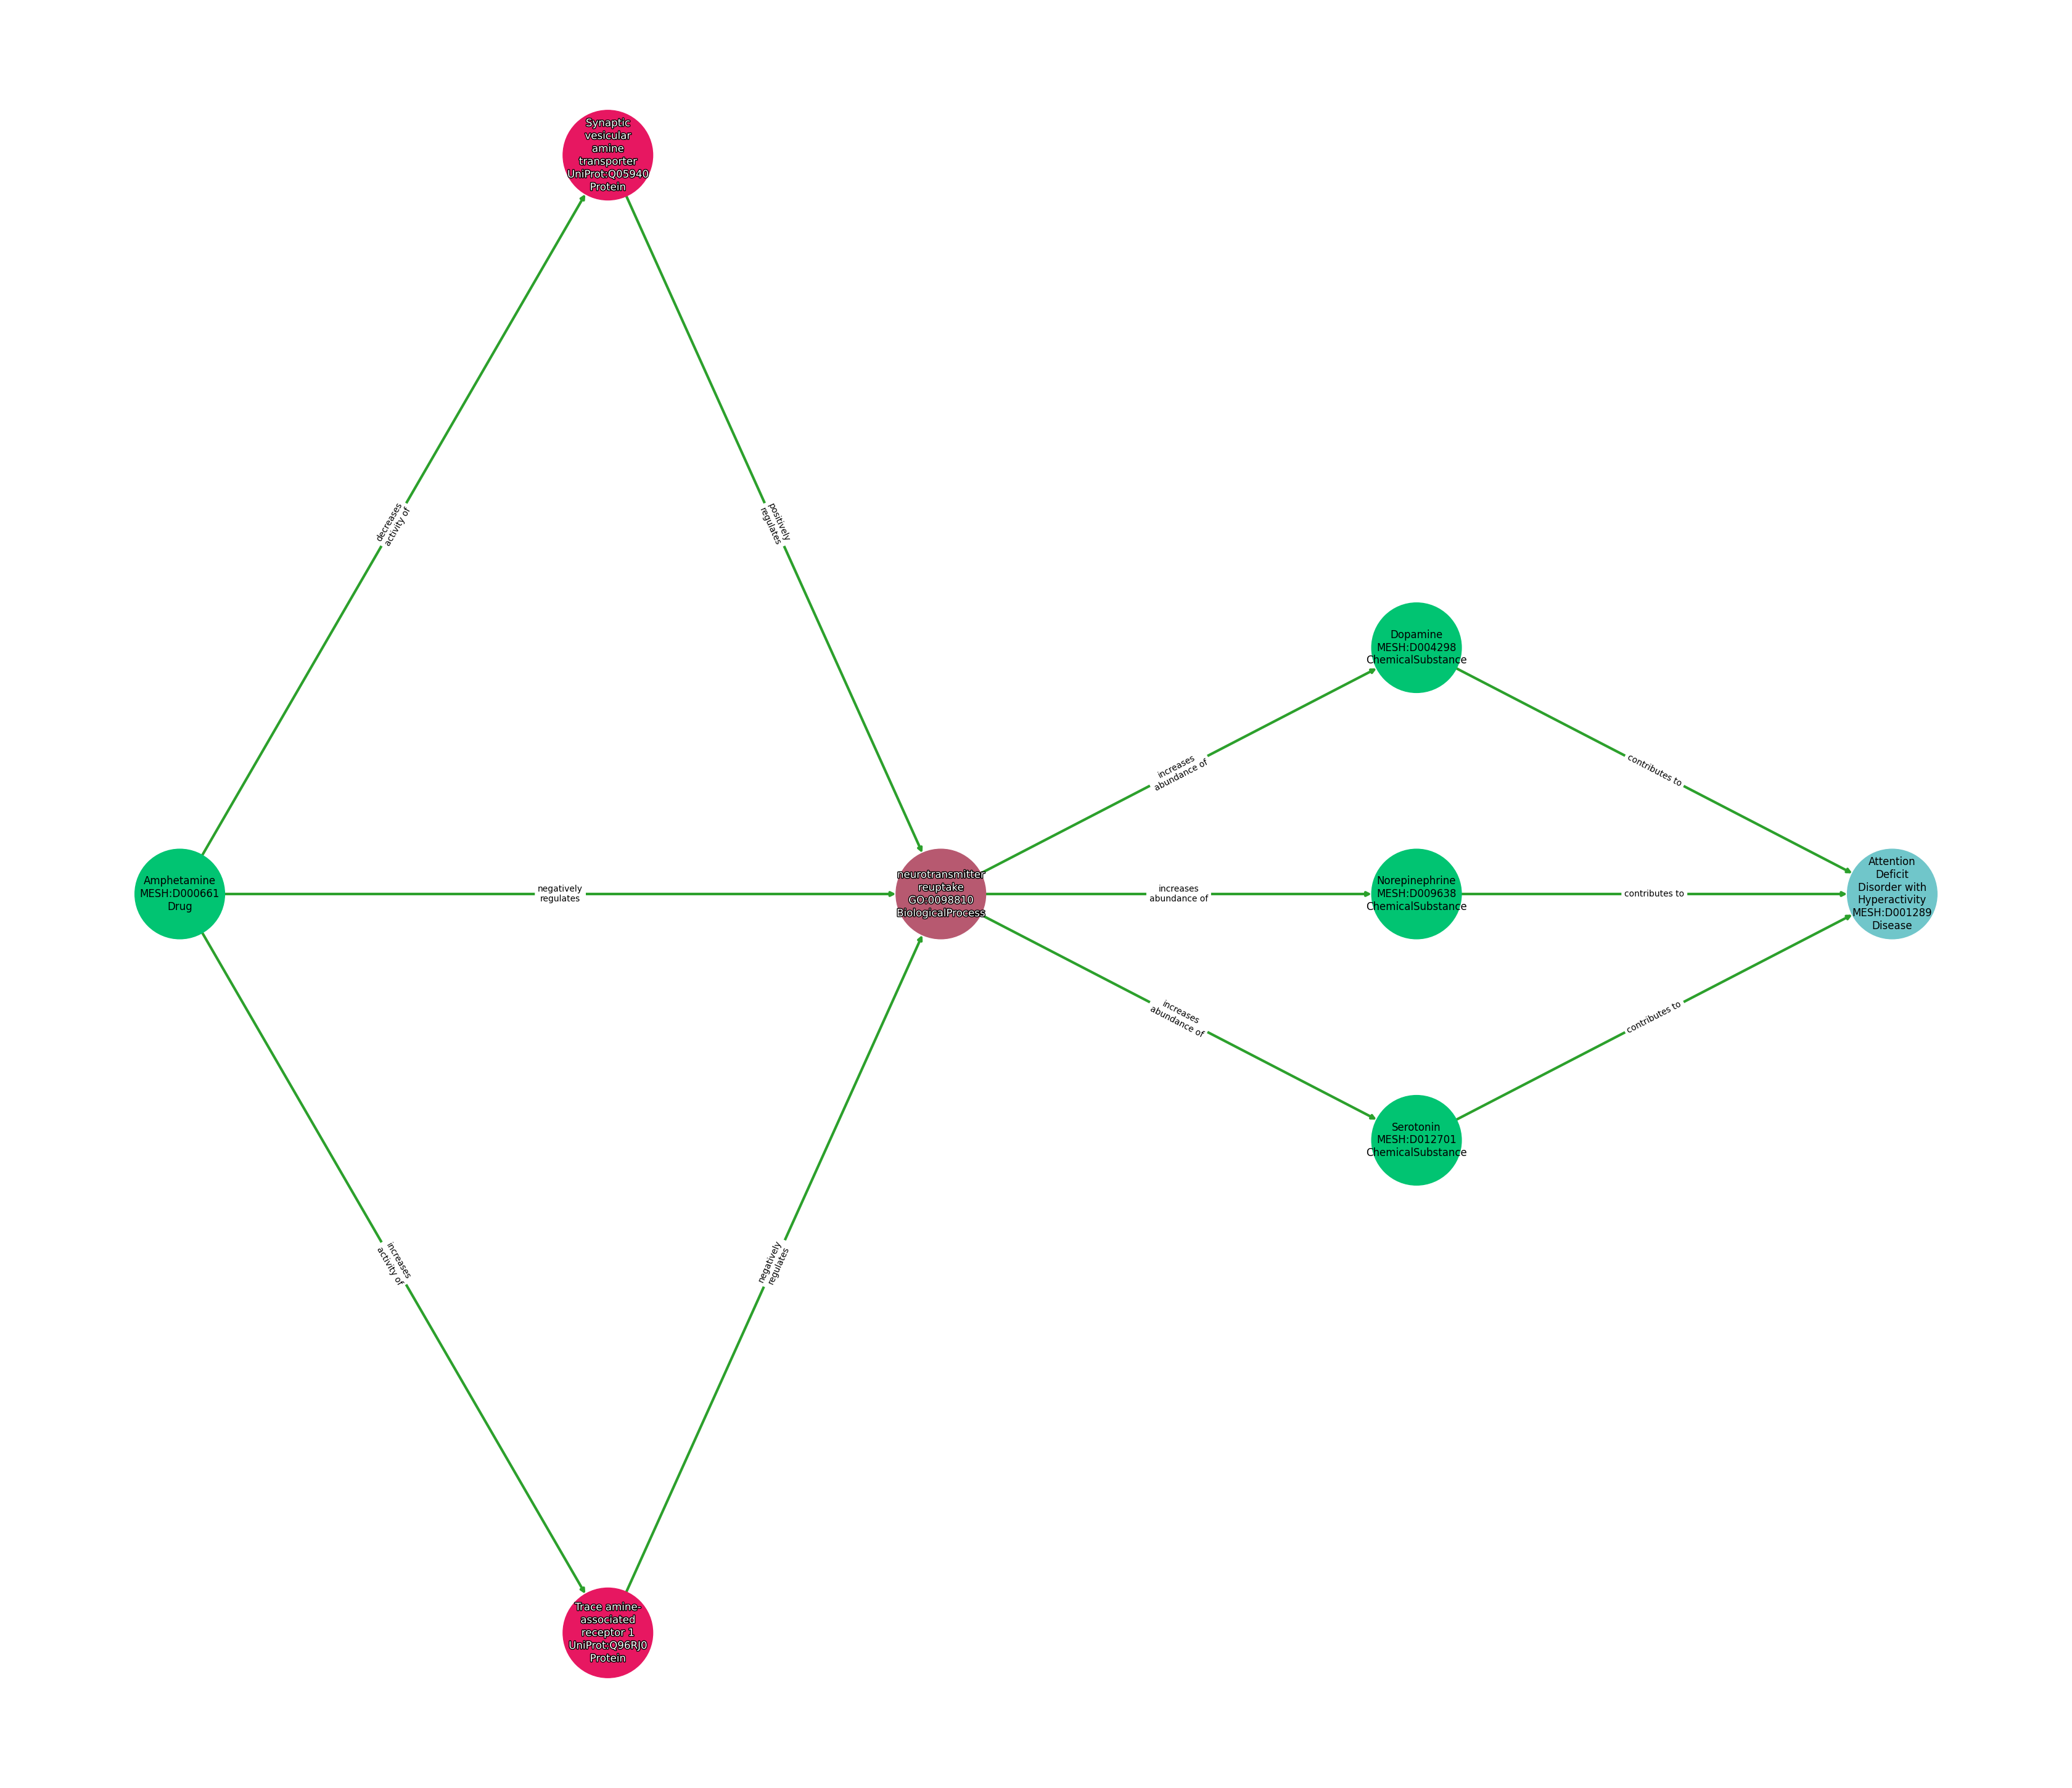 Synaptic
vesicular
amine
transporter
UniProt:Q05940
Protein
decreases
activity of
positively
regulates
Dopamine
MESH:D004298
ChemicalSubstance
increases
abundance of
contributes to
Amphetamine
MESH:D000661
Drug
negatively
regulates
neurotransmitter
reuptake
GO:0098810
BiologicalProcess
increases
abundance of
Norepinephrine
MESH:D009638
ChemicalSubstance
contributes to
Attention
Deficit
Disorder with
Hyperactivity
MESH:D001289
Disease
increases
abundance of
contributes to
Serotonin
MESH:D012701
ChemicalSubstance
increases
activity of
negatively
regulates
Trace amine-
associated
receptor 1
UniProt:Q96RJ0
Protein